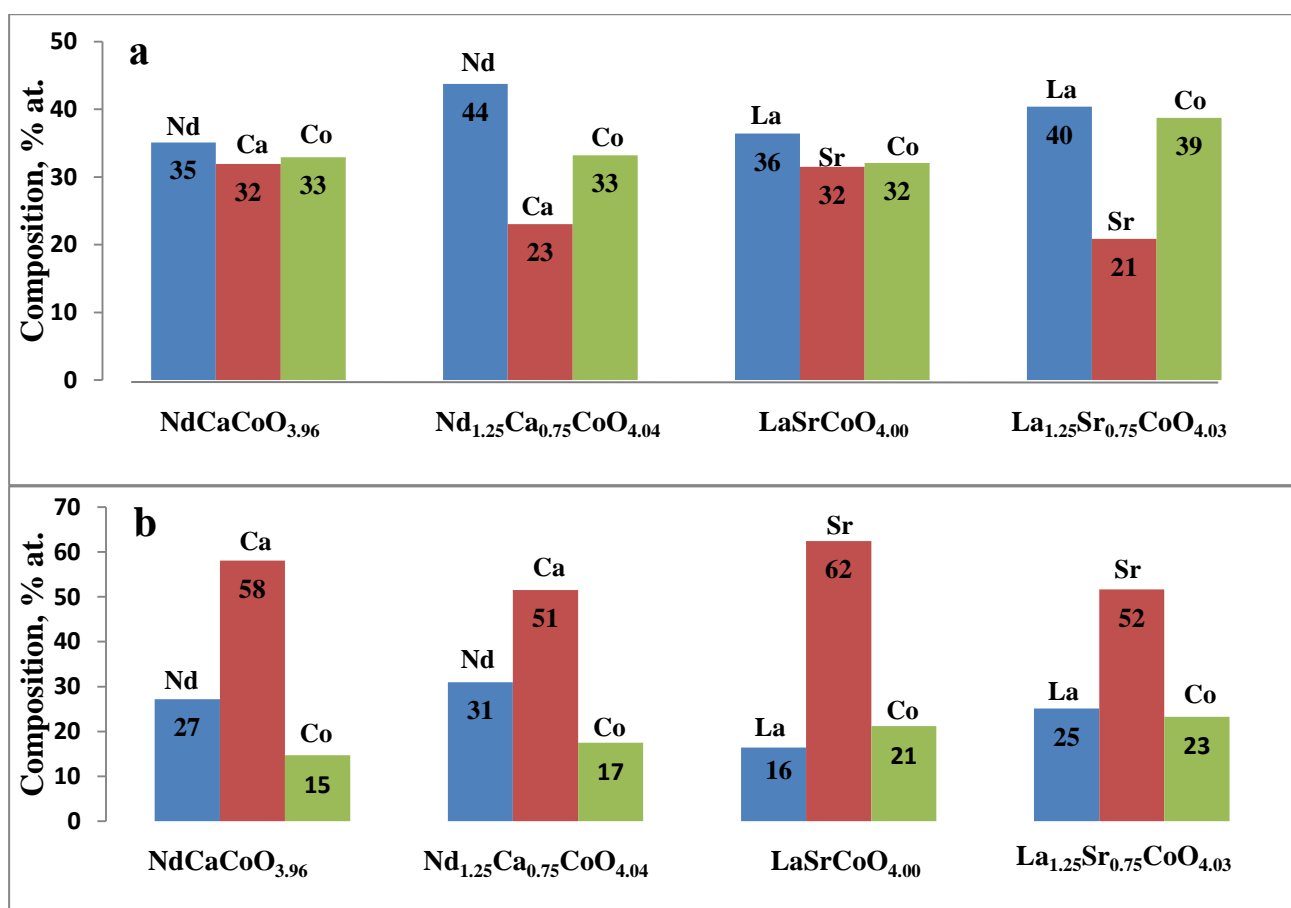 a
Composition, % at.
50
40
30
20
10
0
Nd Ca Co Nd Ca Co La Sr Co La Sr Co
35 32 33 44 23 33 36 32 32 40 21 39
NdCaCoO3.96 Nd1.25Ca0.75CoO4.04 LaSrCoO4.00 La1.25Sr0.75CoO4.03
b
Composition, % at.
70
60
50
40
30
20
10
0
Nd Ca Co Nd Ca Co La Sr Co La Sr Co
27 58 15 31 51 17 16 62 21 25 52 23
NdCaCoO3.96 Nd1.25Ca0.75CoO4.04 LaSrCoO4.00 La1.25Sr0.75CoO4.03